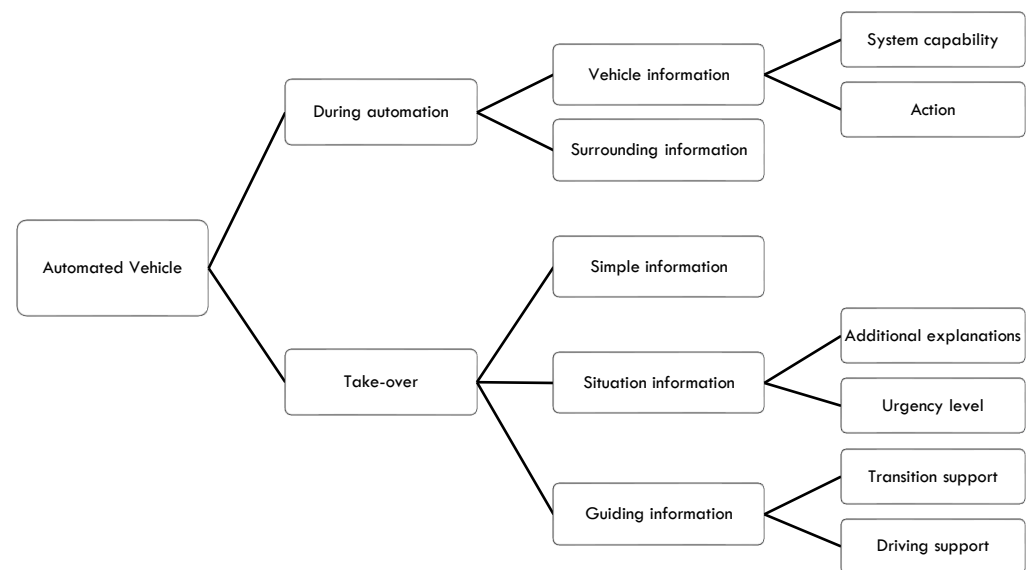 Automated Vehicle
During automation
Vehicle information
System capability
Action
Surrounding information
Take-over
Simple information
Situation information
Additional explanations
Urgency level
Guiding information
Transition support
Driving support